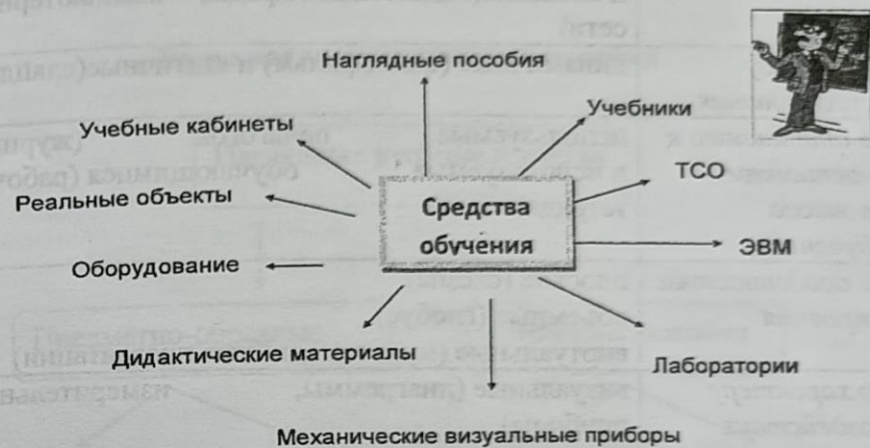 Наглядные пособия
Учебники
Учебные кабинеты
ТСО
Реальные объекты
Средства
обучения
ЭВМ
Оборудование
Дидактические материалы
Лаборатории
Механические визуальные приборы